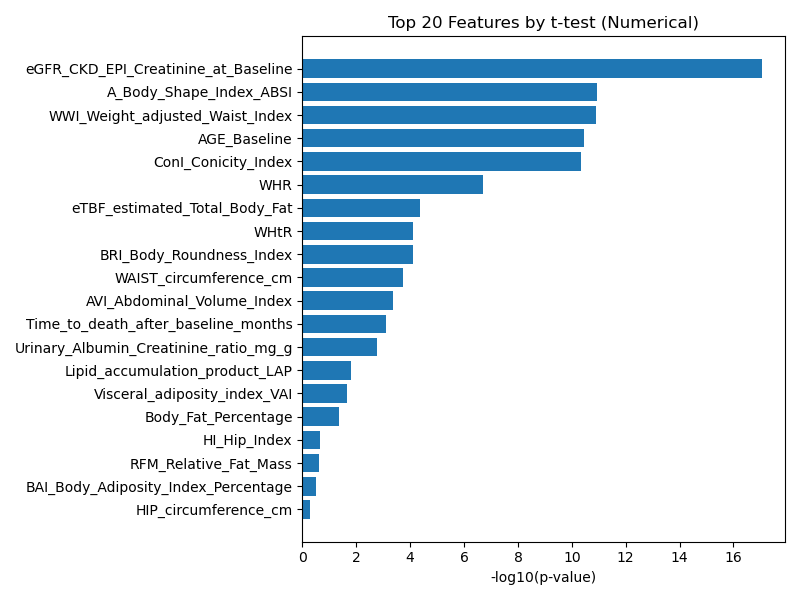 Top 20 Features by t-test (Numerical)
eGFR_CKD_EPI_Creatinine_at_Baseline
A_Body_Shape_Index_ABSI
WWI_Weight_adjusted_Waist_Index
AGE_Baseline
ConI_Conicity_Index
WHR
eTBF_estimated_Total_Body_Fat
WHtR
BRI_Body_Roundness_Index
WAIST_circumference_cm
AVI_Abdominal_Volume_Index
Time_to_death_after_baseline_months
Urinary_Albumin_Creatinine_ratio_mg_g
Lipid_accumulation_product_LAP
Visceral_adiposity_index_VAI
Body_Fat_Percentage
HI_Hip_Index
RFM_Relative_Fat_Mass
BAI_Body_Adiposity_Index_Percentage
HIP_circumference_cm
0 2 4 6 8 10 12 14 16
-log10(p-value)